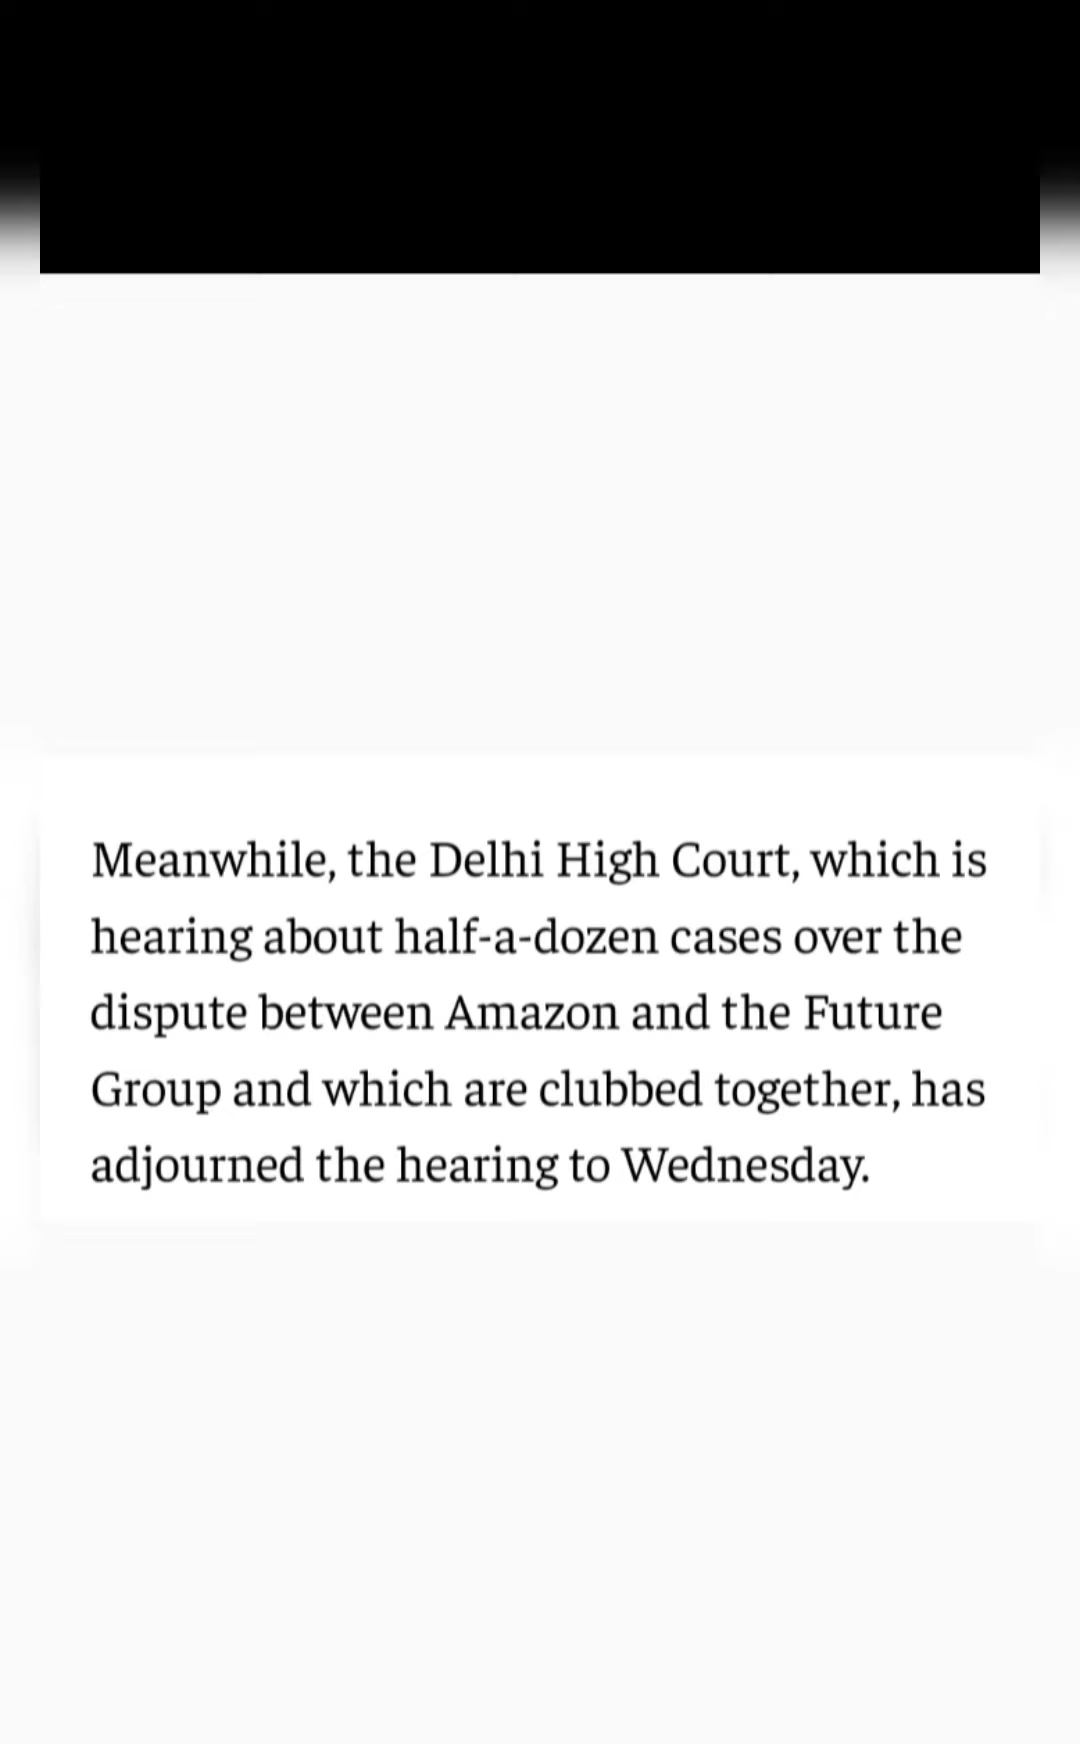 Meanwhile, the Delhi High Court, which is
hearing about half-a-dozen cases over the
dispute between Amazon and the Future
Group and which are clubbed together, has
adjourned the hearing to Wednesday.